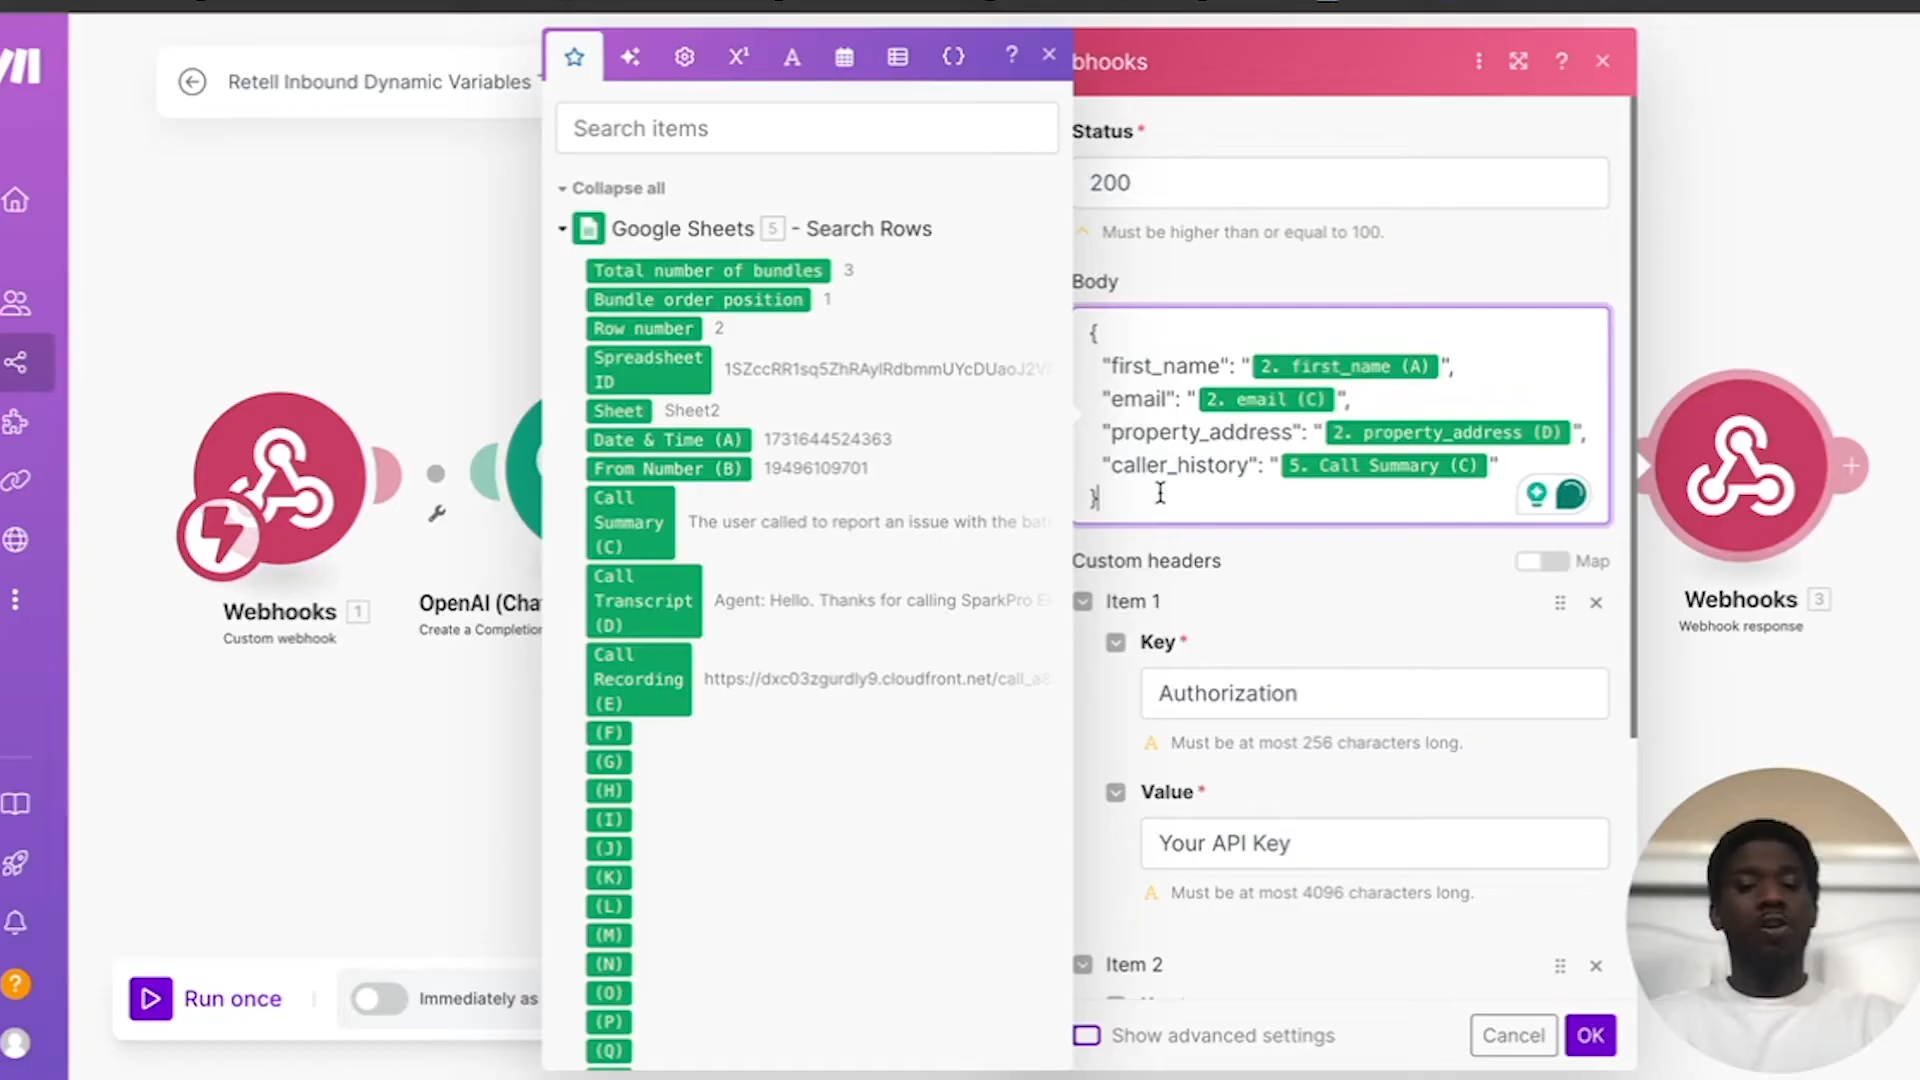 Retell Inbound Dynamic Variables
Search items
Collapse all
Google Sheets 5 - Search Rows
Total number of bundles 3
Bundle order position 1
Row number 2
Spreadsheet
ID
1SZccRR1sq5ZhRAylRdbmmUYcDUaoJ2V
Sheet Sheet2
Date & Time (A) 1731644524363
From Number (B) 19496109701
Call
Summary
(C)
The user called to report an issue with the bat
Call
Transcript
(D)
Agent: Hello. Thanks for calling SparkPro E
Call
Recording
(E)
https://dxc03zgurdly9.cloudfront.net/call_a
(F)
(G)
(H)
(I)
(J)
(K)
(L)
(M)
(N)
(O)
(P)
(Q)
bhooks
Status *
200
Must be higher than or equal to 100.
Body
{
"first_name": " 2. first_name (A) ",
"email": " 2. email (C) ",
"property_address": " 2. property_address (D) ",
"caller_history": " 5. Call Summary (C) "
}
Custom headers
Map
Item 1
Key *
Authorization
A Must be at most 256 characters long.
Value *
Your API Key
A Must be at most 4096 characters long.
Item 2
Show advanced settings
Cancel
OK
Webhooks 1
Custom webhook
OpenAI (Cha
Create a Completion
Webhooks 3
Webhook response
Run once
Immediately as